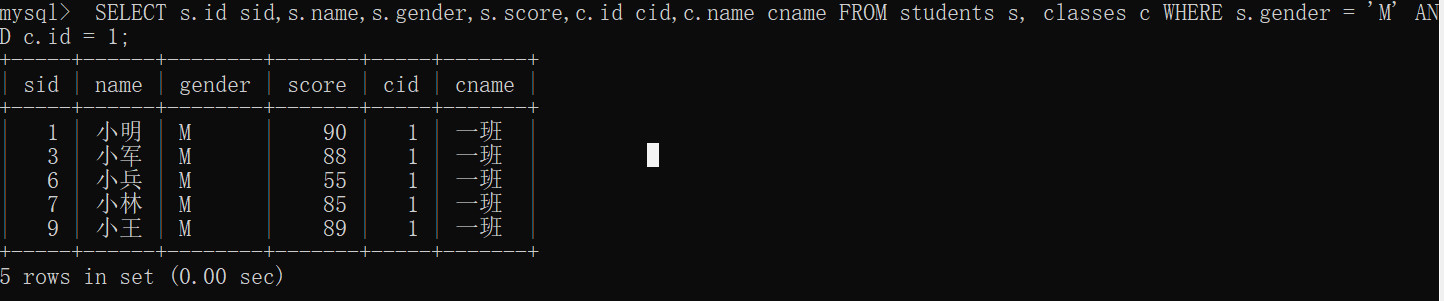 mysql>  SELECT s.id sid,s.name,s.gender,s.score,c.id cid,c.name cname FROM students s, classes c WHERE s.gender = 'M' AN
D c.id = 1;
+-----+------+--------+-------+-----+-------+
| sid | name | gender | score | cid | cname |
+-----+------+--------+-------+-----+-------+
|   1 | 小明 | M      |    90 |   1 | 一班  |
|   3 | 小军 | M      |    88 |   1 | 一班  |
|   6 | 小兵 | M      |    55 |   1 | 一班  |
|   7 | 小林 | M      |    85 |   1 | 一班  |
|   9 | 小王 | M      |    89 |   1 | 一班  |
+-----+------+--------+-------+-----+-------+
5 rows in set (0.00 sec)